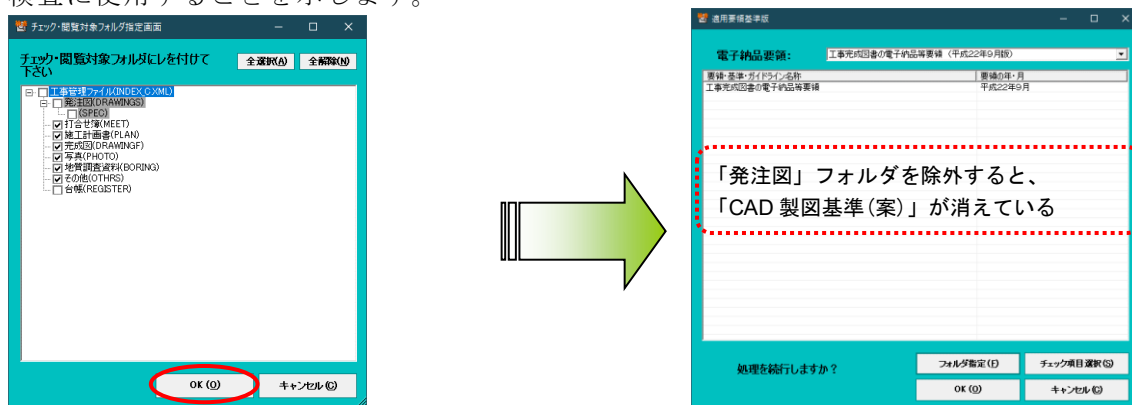 検査に使用することを示します。
チェック・閲覧対象フォルダ指定画面
チェック・閲覧対象フォルダにレを付けて
下さい
全選択(A)
全解除(N)
工事管理ファイル(INDEX_C.XML)
発注図(DRAWINGS)
(SPEC)
打合せ簿(MEET)
施工計画書(PLAN)
完成図(DRAWINGF)
写真(PHOTO)
地質調査資料(BORING)
その他(OTHRS)
台帳(REGISTER)
OK (O)
キャンセル(C)
適用要領基準版
電子納品要領:
工事完成図書の電子納品等要領 (平成22年9月版)
要領・基準・ガイドライン名称
要領の年・月
工事完成図書の電子納品等要領
平成22年9月
「発注図」フォルダを除外すると、
「CAD 製図基準(案)」が消えている
処理を続行しますか?
フォルダ指定(F)
チェック項目選択(S)
OK (O)
キャンセル(C)